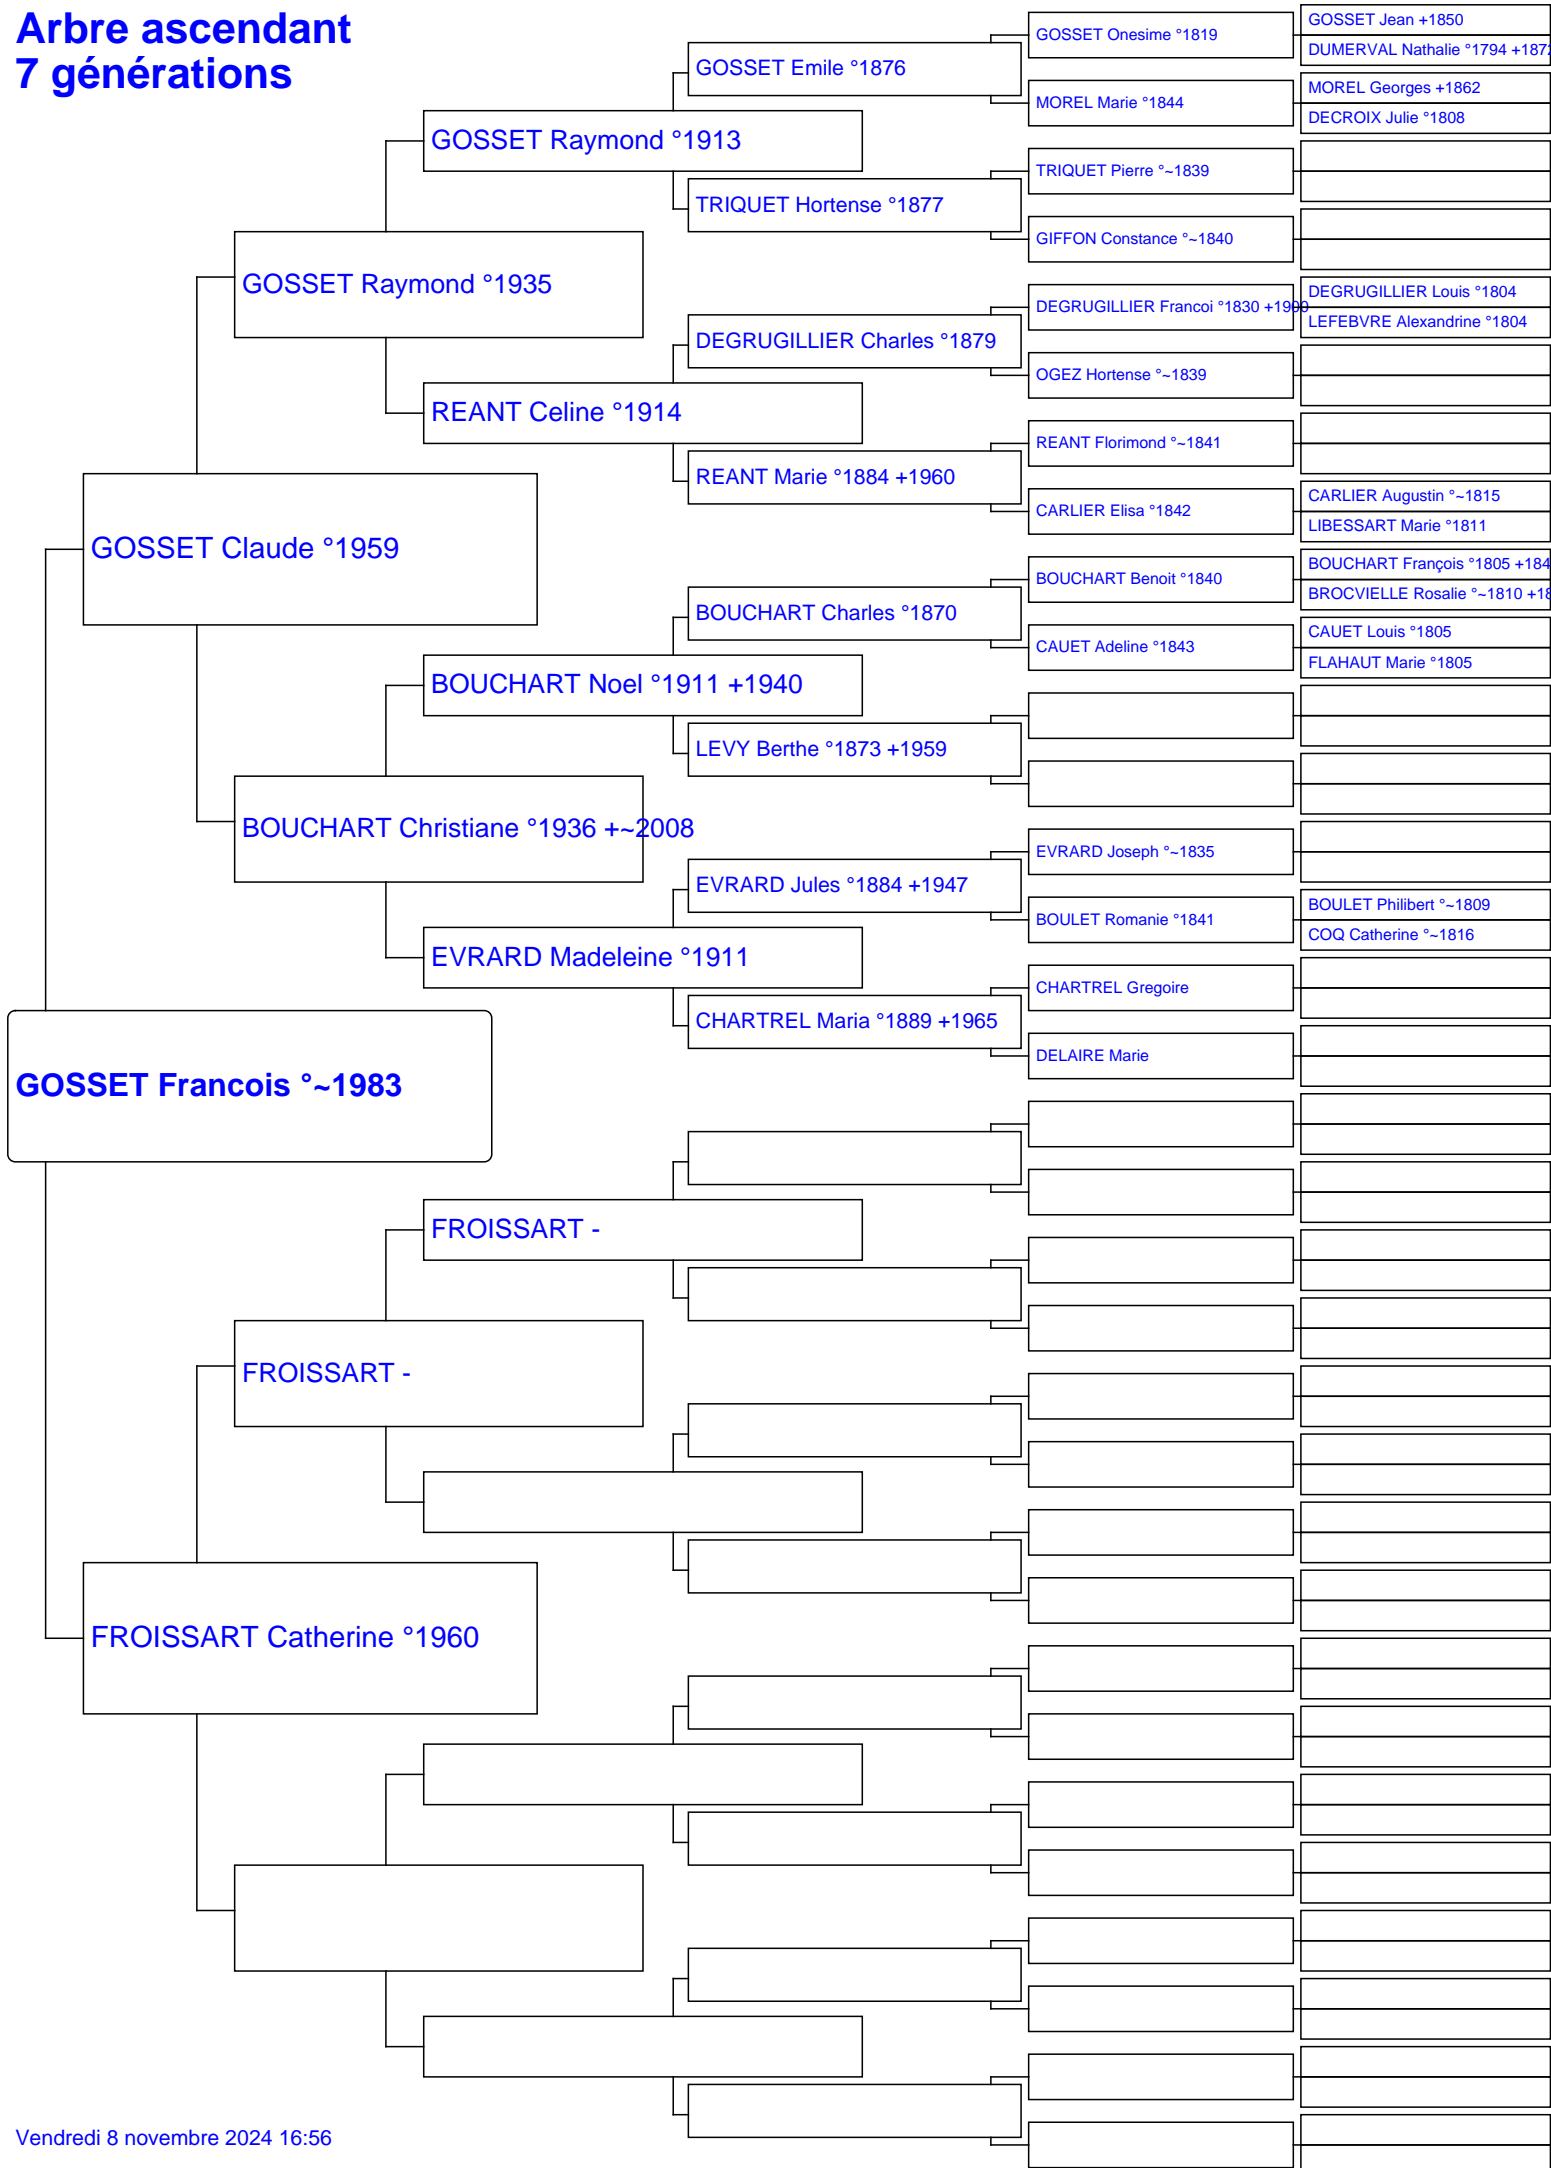 Arbre ascendant
7 générations
GOSSET Francois °~1983
GOSSET Claude °1959
FROISSART Catherine °1960
GOSSET Raymond °1935
BOUCHART Christiane °1936 +~2008
FROISSART -
GOSSET Raymond °1913
REANT Celine °1914
BOUCHART Noel °1911 +1940
EVRARD Madeleine °1911
FROISSART -
GOSSET Emile °1876
TRIQUET Hortense °1877
DEGRUGILLIER Charles °1879
REANT Marie °1884 +1960
BOUCHART Charles °1870
LEVY Berthe °1873 +1959
EVRARD Jules °1884 +1947
CHARTREL Maria °1889 +1965
GOSSET Onesime °1819
MOREL Marie °1844
TRIQUET Pierre °~1839
GIFFON Constance °~1840
DEGRUGILLIER Francoi °1830 +1900
OGEZ Hortense °~1839
REANT Florimond °~1841
CARLIER Elisa °1842
BOUCHART Benoit °1840
CAUET Adeline °1843
EVRARD Joseph °~1835
BOULET Romanie °1841
CHARTREL Gregoire
DELAIRE Marie
GOSSET Jean +1850
DUMERVAL Nathalie °1794 +187
MOREL Georges +1862
DECROIX Julie °1808
DEGRUGILLIER Louis °1804
LEFEBVRE Alexandrine °1804
CARLIER Augustin °~1815
LIBESSART Marie °1811
BOUCHART François °1805 +184
BROCVIELLE Rosalie °~1810 +18
CAUET Louis °1805
FLAHAUT Marie °1805
BOULET Philibert °~1809
COQ Catherine °~1816
Vendredi 8 novembre 2024 16:56